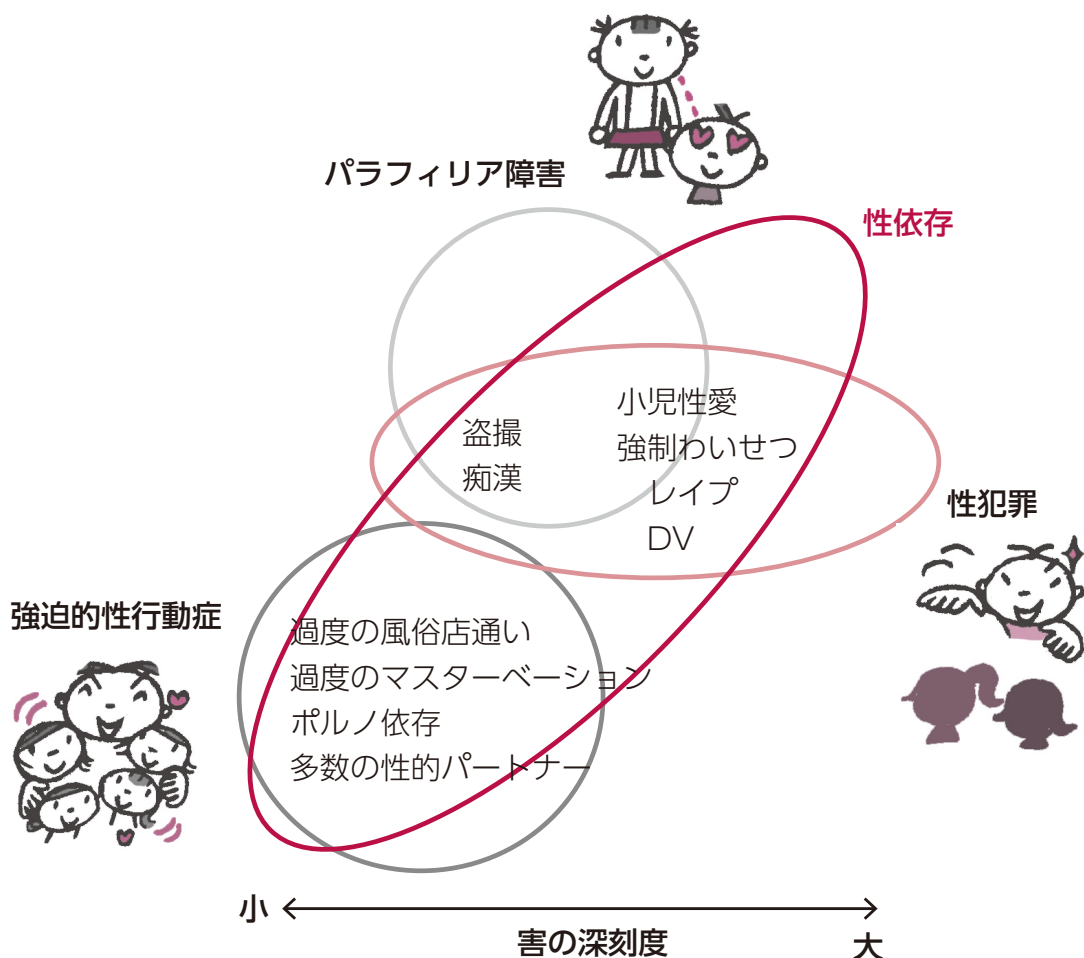 パラフィリア障害
性依存
小児性愛
盗撮
強制わいせつ
痴漢
レイプ
性犯罪
DV
強迫的性行動症
過度の風俗店通い
過度のマスターベーション
ポルノ依存
多数の性的パートナー
小
害の深刻度
大